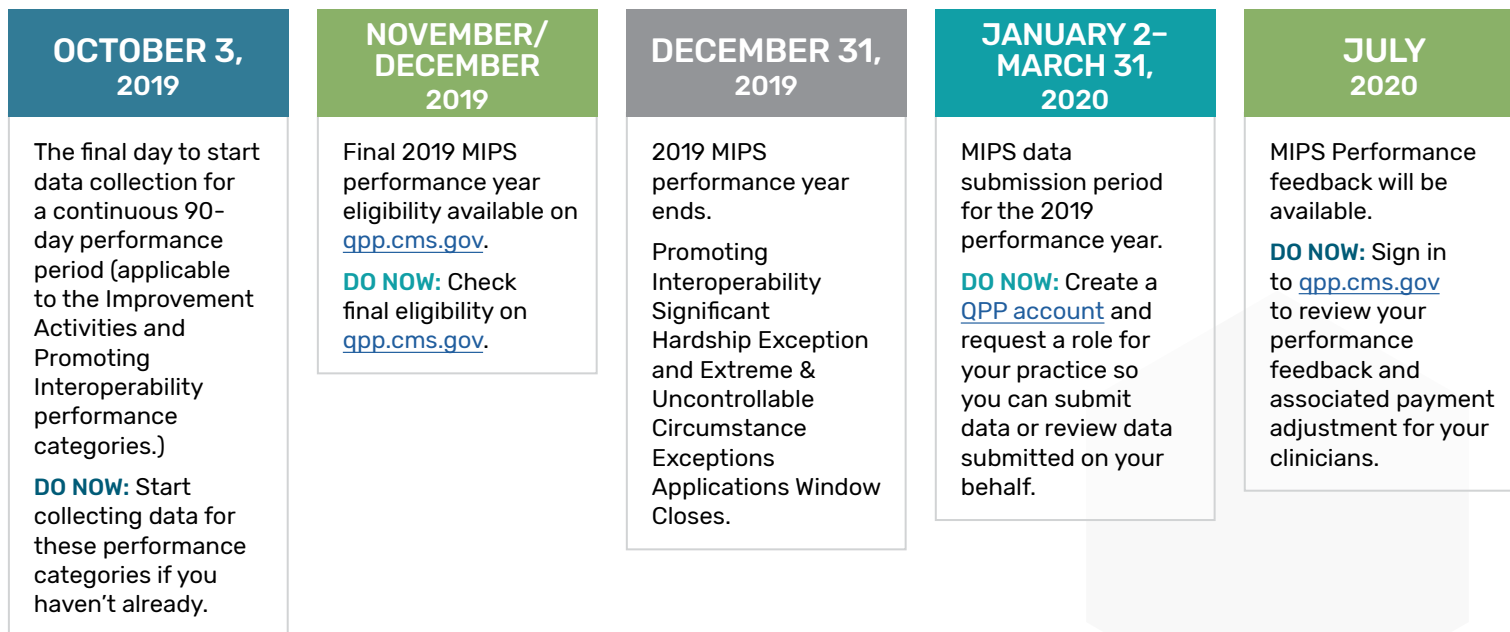 OCTOBER 3,
2019
The final day to start
data collection for
a continuous 90-
day performance
period (applicable
to the Improvement
Activities and
Promoting
Interoperability
performance
categories.)
DO NOW: Start
collecting data for
these performance
categories if you
haven’t already.
NOVEMBER/
DECEMBER
2019
Final 2019 MIPS
performance year
eligibility available on
qpp.cms.gov.
DO NOW: Check
final eligibility on
qpp.cms.gov.
DECEMBER 31,
2019
2019 MIPS
performance year
ends.
Promoting
Interoperability
Significant
Hardship Exception
and Extreme &
Uncontrollable
Circumstance
Exceptions
Applications Window
Closes.
JANUARY 2–
MARCH 31,
2020
MIPS data
submission period
for the 2019
performance year.
DO NOW: Create a
QPP account and
request a role for
your practice so
you can submit
data or review data
submitted on your
behalf.
JULY
2020
MIPS Performance
feedback will be
available.
DO NOW: Sign in
to qpp.cms.gov
to review your
performance
feedback and
associated payment
adjustment for your
clinicians.